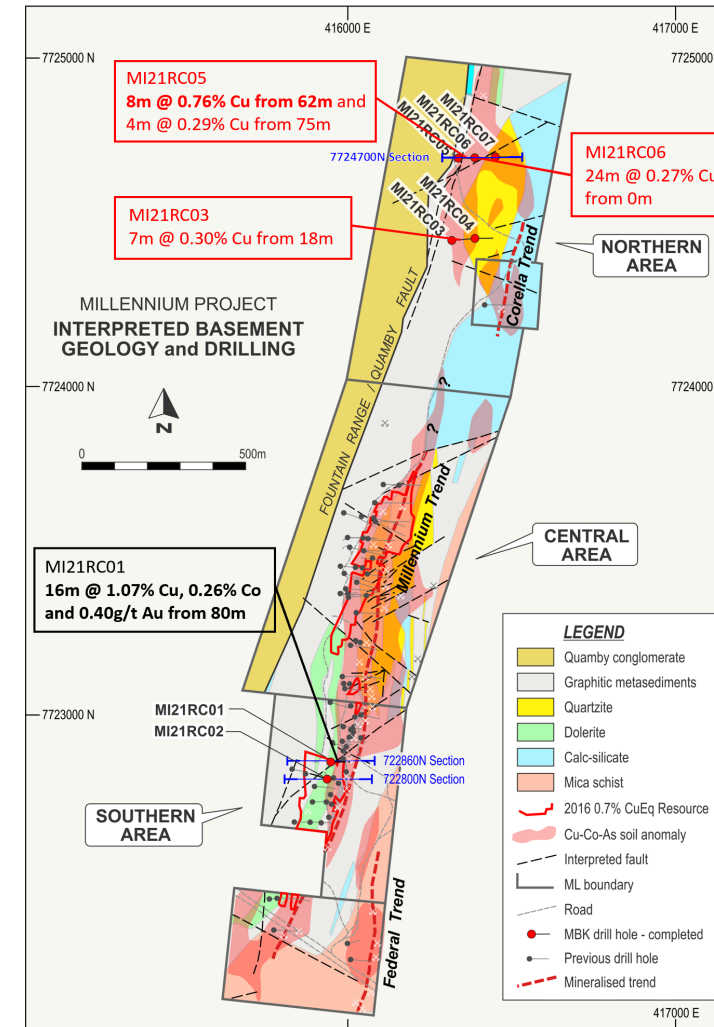 416000 E
417000 E
7725000 N
7725000
MI21RC05
8m @ 0.76% Cu from 62m and
4m @ 0.29% Cu from 75m
MI21RC07
MI21RC06
MI21RC05
7724700N Section
MI21RC06
24m @ 0.27% Cu
from 0m
MI21RC03
7m @ 0.30% Cu from 18m
MI21RC04
MI21RC03
NORTHERN
AREA
Corella Trend
MILLENNIUM PROJECT
INTERPRETED BASEMENT
GEOLOGY and DRILLING
FOUNTAIN RANGE / QUAMBY FAULT
7724000 N
7724000
N
?
?
0
500m
Millennium Trend
CENTRAL
AREA
MI21RC01
16m @ 1.07% Cu, 0.26% Co
and 0.40g/t Au from 80m
7723000 N
MI21RC01
MI21RC02
722860N Section
722800N Section
SOUTHERN
AREA
Federal Trend
LEGEND
Quamby conglomerate
Graphitic metasediments
Quartzite
Dolerite
Calc-silicate
Mica schist
2016 0.7% CuEq Resource
Cu-Co-As soil anomaly
Interpreted fault
ML boundary
Road
MBK drill hole - completed
Previous drill hole
Mineralised trend
417000 E